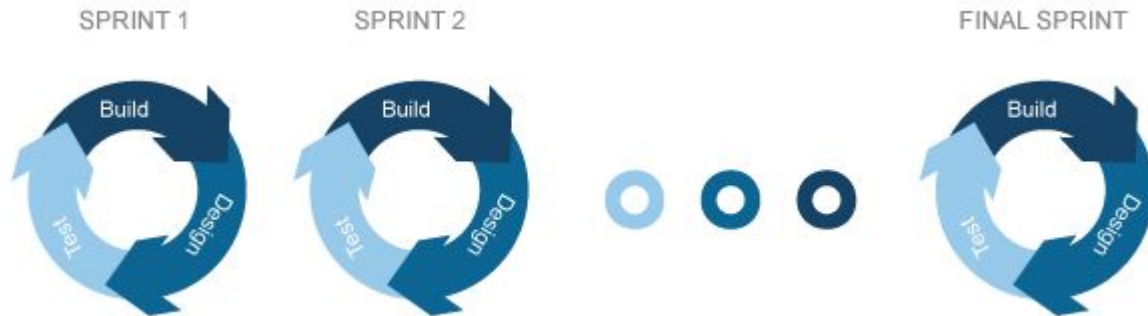 SPRINT 1
SPRINT 2
FINAL SPRINT
Build
Design
Test
Build
Design
Test
Build
Design
Test